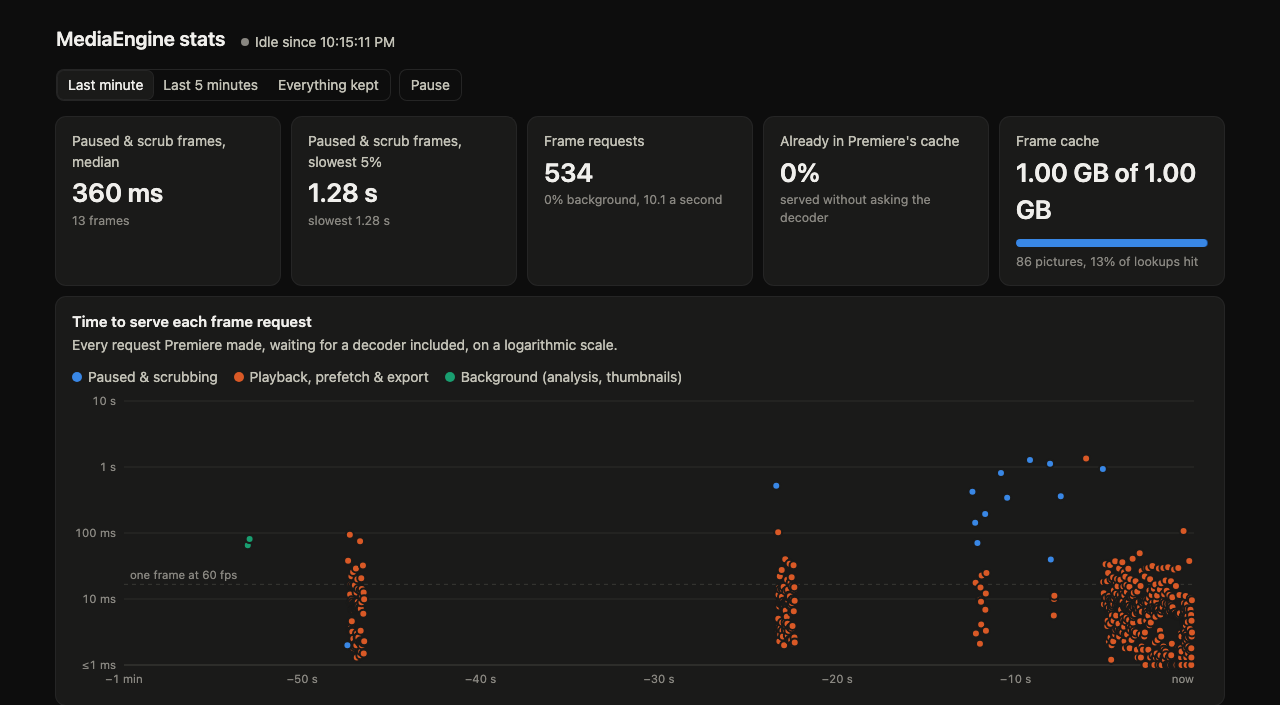 MediaEngine stats
Idle since 10:15:11 PM
Last minute
Last 5 minutes
Everything kept
Pause
Paused & scrub frames,
median
360 ms
13 frames
Paused & scrub frames,
slowest 5%
1.28 s
slowest 1.28 s
Frame requests
534
0% background, 10.1 a second
Already in Premiere's cache
0%
served without asking the
decoder
Frame cache
1.00 GB of 1.00
GB
86 pictures, 13% of lookups hit
Time to serve each frame request
Every request Premiere made, waiting for a decoder included, on a logarithmic scale.
Paused & scrubbing
Playback, prefetch & export
Background (analysis, thumbnails)
10 s
1 s
100 ms
one frame at 60 fps
10 ms
≤1 ms
−1 min
−50 s
−40 s
−30 s
−20 s
−10 s
now